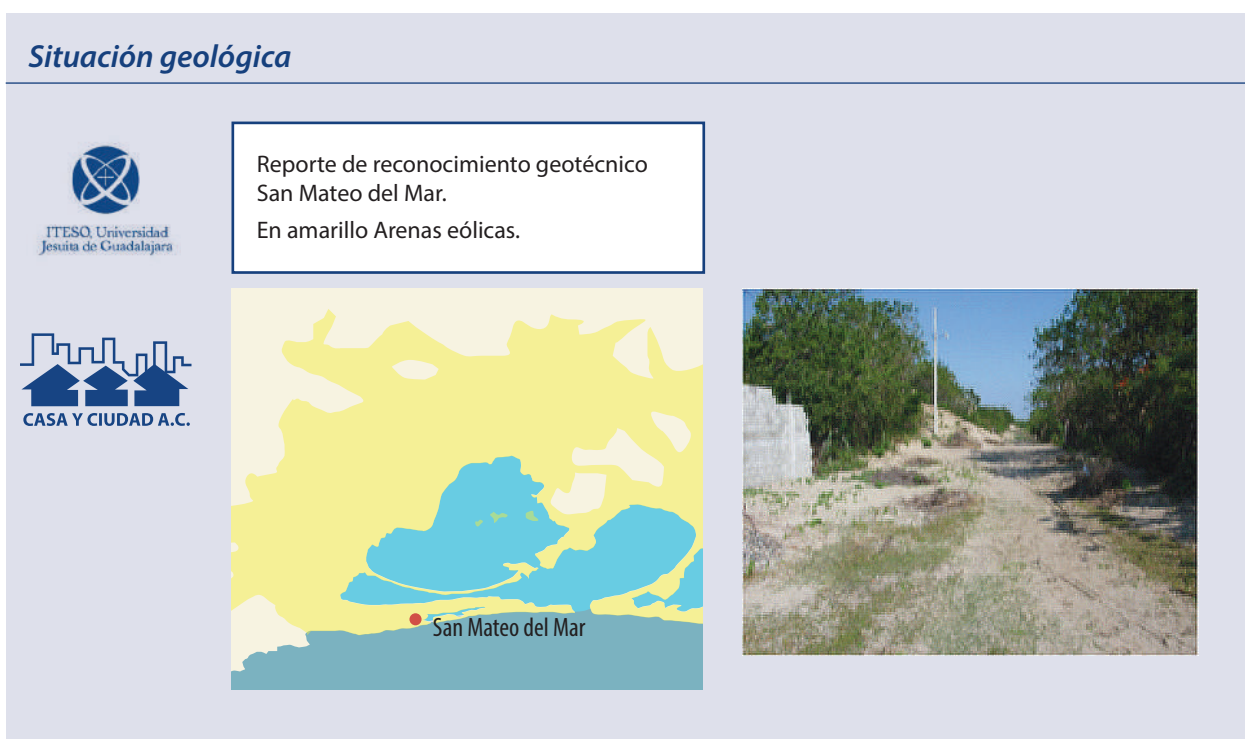 Situación geológica
ITESO, Universidad
Jesuita de Guadalajara
Reporte de reconocimiento geotécnico
San Mateo del Mar.
En amarillo Arenas eólicas.
CASA Y CIUDAD A.C.
San Mateo del Mar